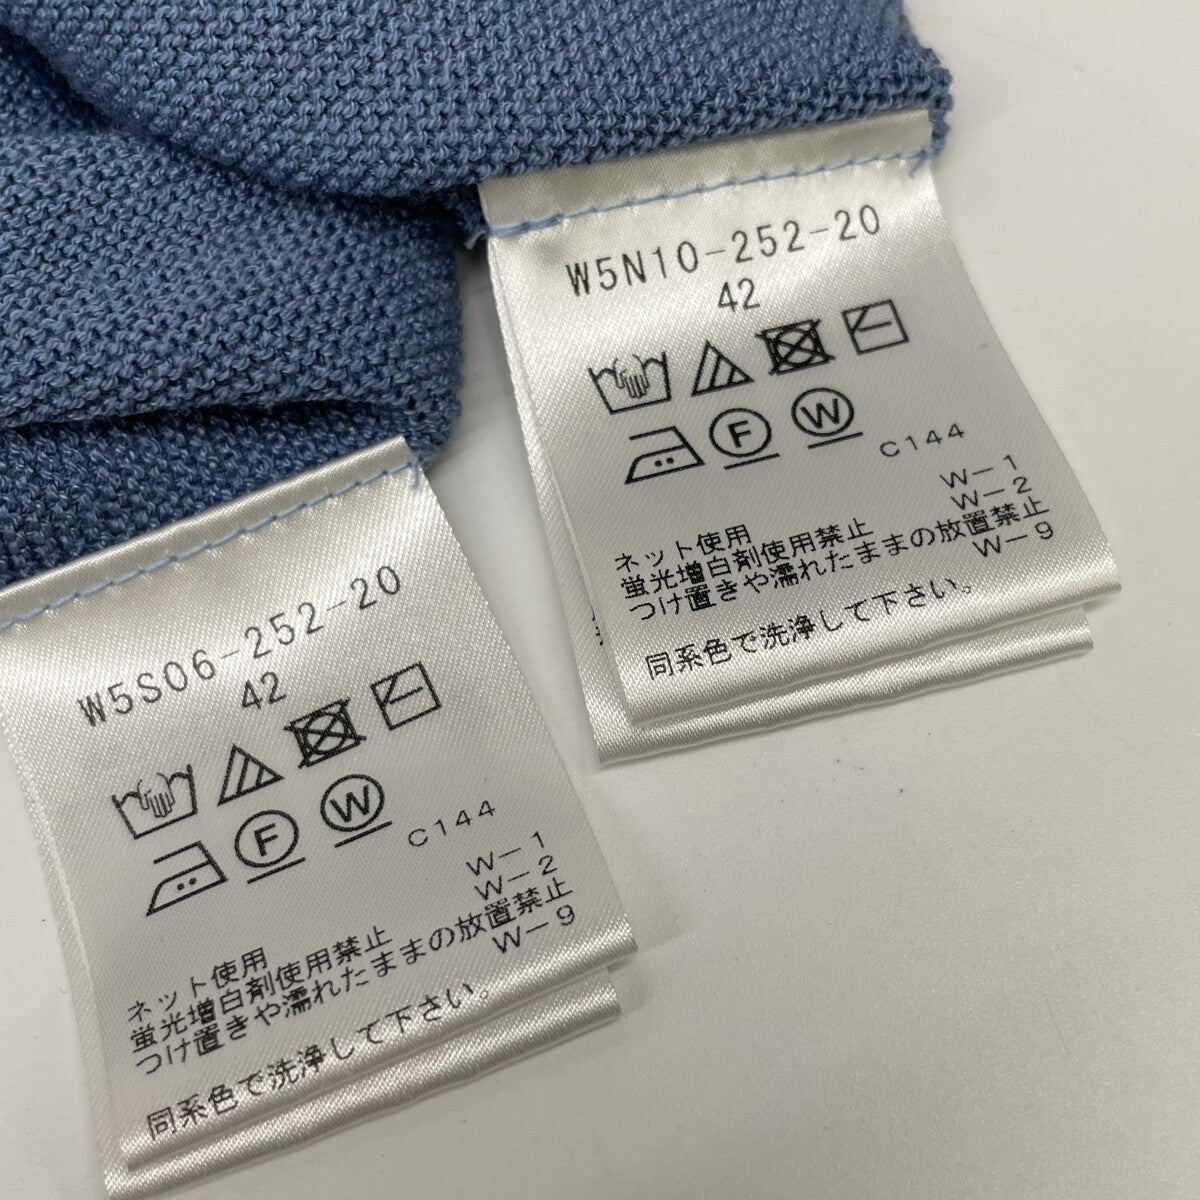 W5N10-252-20
42
F W
C144
W-1
W-2
ネット使用
蛍光増白剤使用禁止
つけ置きや濡れたままの放置禁止
W-9
同系色で洗浄して下さい。
W5S06-252-20
42
F W
C144
W-1
W-2
ネット使用
蛍光増白剤使用禁止
つけ置きや濡れたままの放置禁止
W-9
同系色で洗浄して下さい。